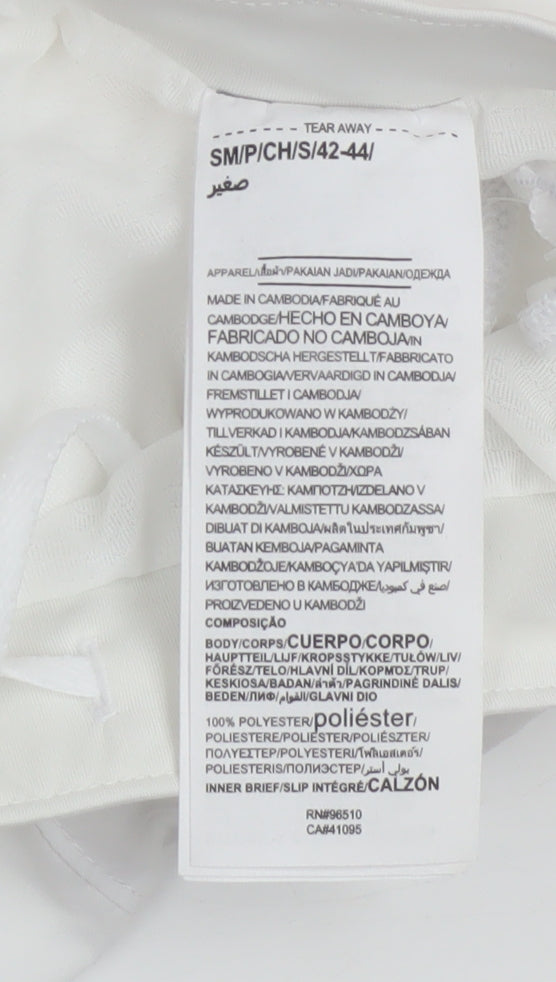 - - - - - - - - - - TEAR AWAY - - - - - - - - - -
SM/P/CH/S/42-44/
صغير
APPAREL/เสื้อผ้า/PAKAIAN JADI/PAKAIAN/ОДЕЖДА
MADE IN CAMBODIA/FABRIQUÉ AU
CAMBODGE/HECHO EN CAMBOYA/
FABRICADO NO CAMBOJA/IN
KAMBODSCHA HERGESTELLT/FABBRICATO
IN CAMBOGIA/VERVAARDIGD IN CAMBODJA/
FREMSTILLET I CAMBODJA/
WYPRODUKOWANO W KAMBODŻY/
TILLVERKAD I KAMBODJA/KAMBODZSÁBAN
KÉSZÜLT/VYROBENÉ V KAMBODŽI/
VYROBENO V KAMBODŽI/ΧΩΡΑ
ΚΑΤΑΣΚΕΥΗΣ: ΚΑΜΠΟΤΖΗ/IZDELANO V
KAMBODŽI/VALMISTETTU KAMBODZASSA/
DIBUAT DI KAMBOJA/ผลิตในประเทศกัมพูชา/
BUATAN KEMBOJA/PAGAMINTA
KAMBODŽOJE/KAMBOÇYA'DA YAPILMIŞTIR/
ИЗГОТОВЛЕНО В КАМБОДЖЕ/صنع في كمبوديا/
PROIZVEDENO U KAMBODŽI
COMPOSIÇÃO
BODY/CORPS/CUERPO/CORPO/
HAUPTTEIL/LIJF/KROPSSTYKKE/TUŁÓW/LIV/
FŐRÉSZ/TELO/HLAVNÍ DÍL/ΚΟΡΜΌΣ/TRUP/
KESKIOSA/BADAN/ลำตัว/PAGRINDINĖ DALIS/
BEDEN/ЛИФ/القوام/GLAVNI DIO
100% POLYESTER/poliéster/
POLIESTERE/POLIESTER/POLIÉSZTER/
ΠΟΛΥΕΣΤΕΡ/POLYESTERI/โพลีเอสเตอร์/
POLIESTERIS/ПОЛИЭСТЕР/بولي أستر/
INNER BRIEF/SLIP INTÉGRÉ/CALZÓN
RN#96510
CA#41095